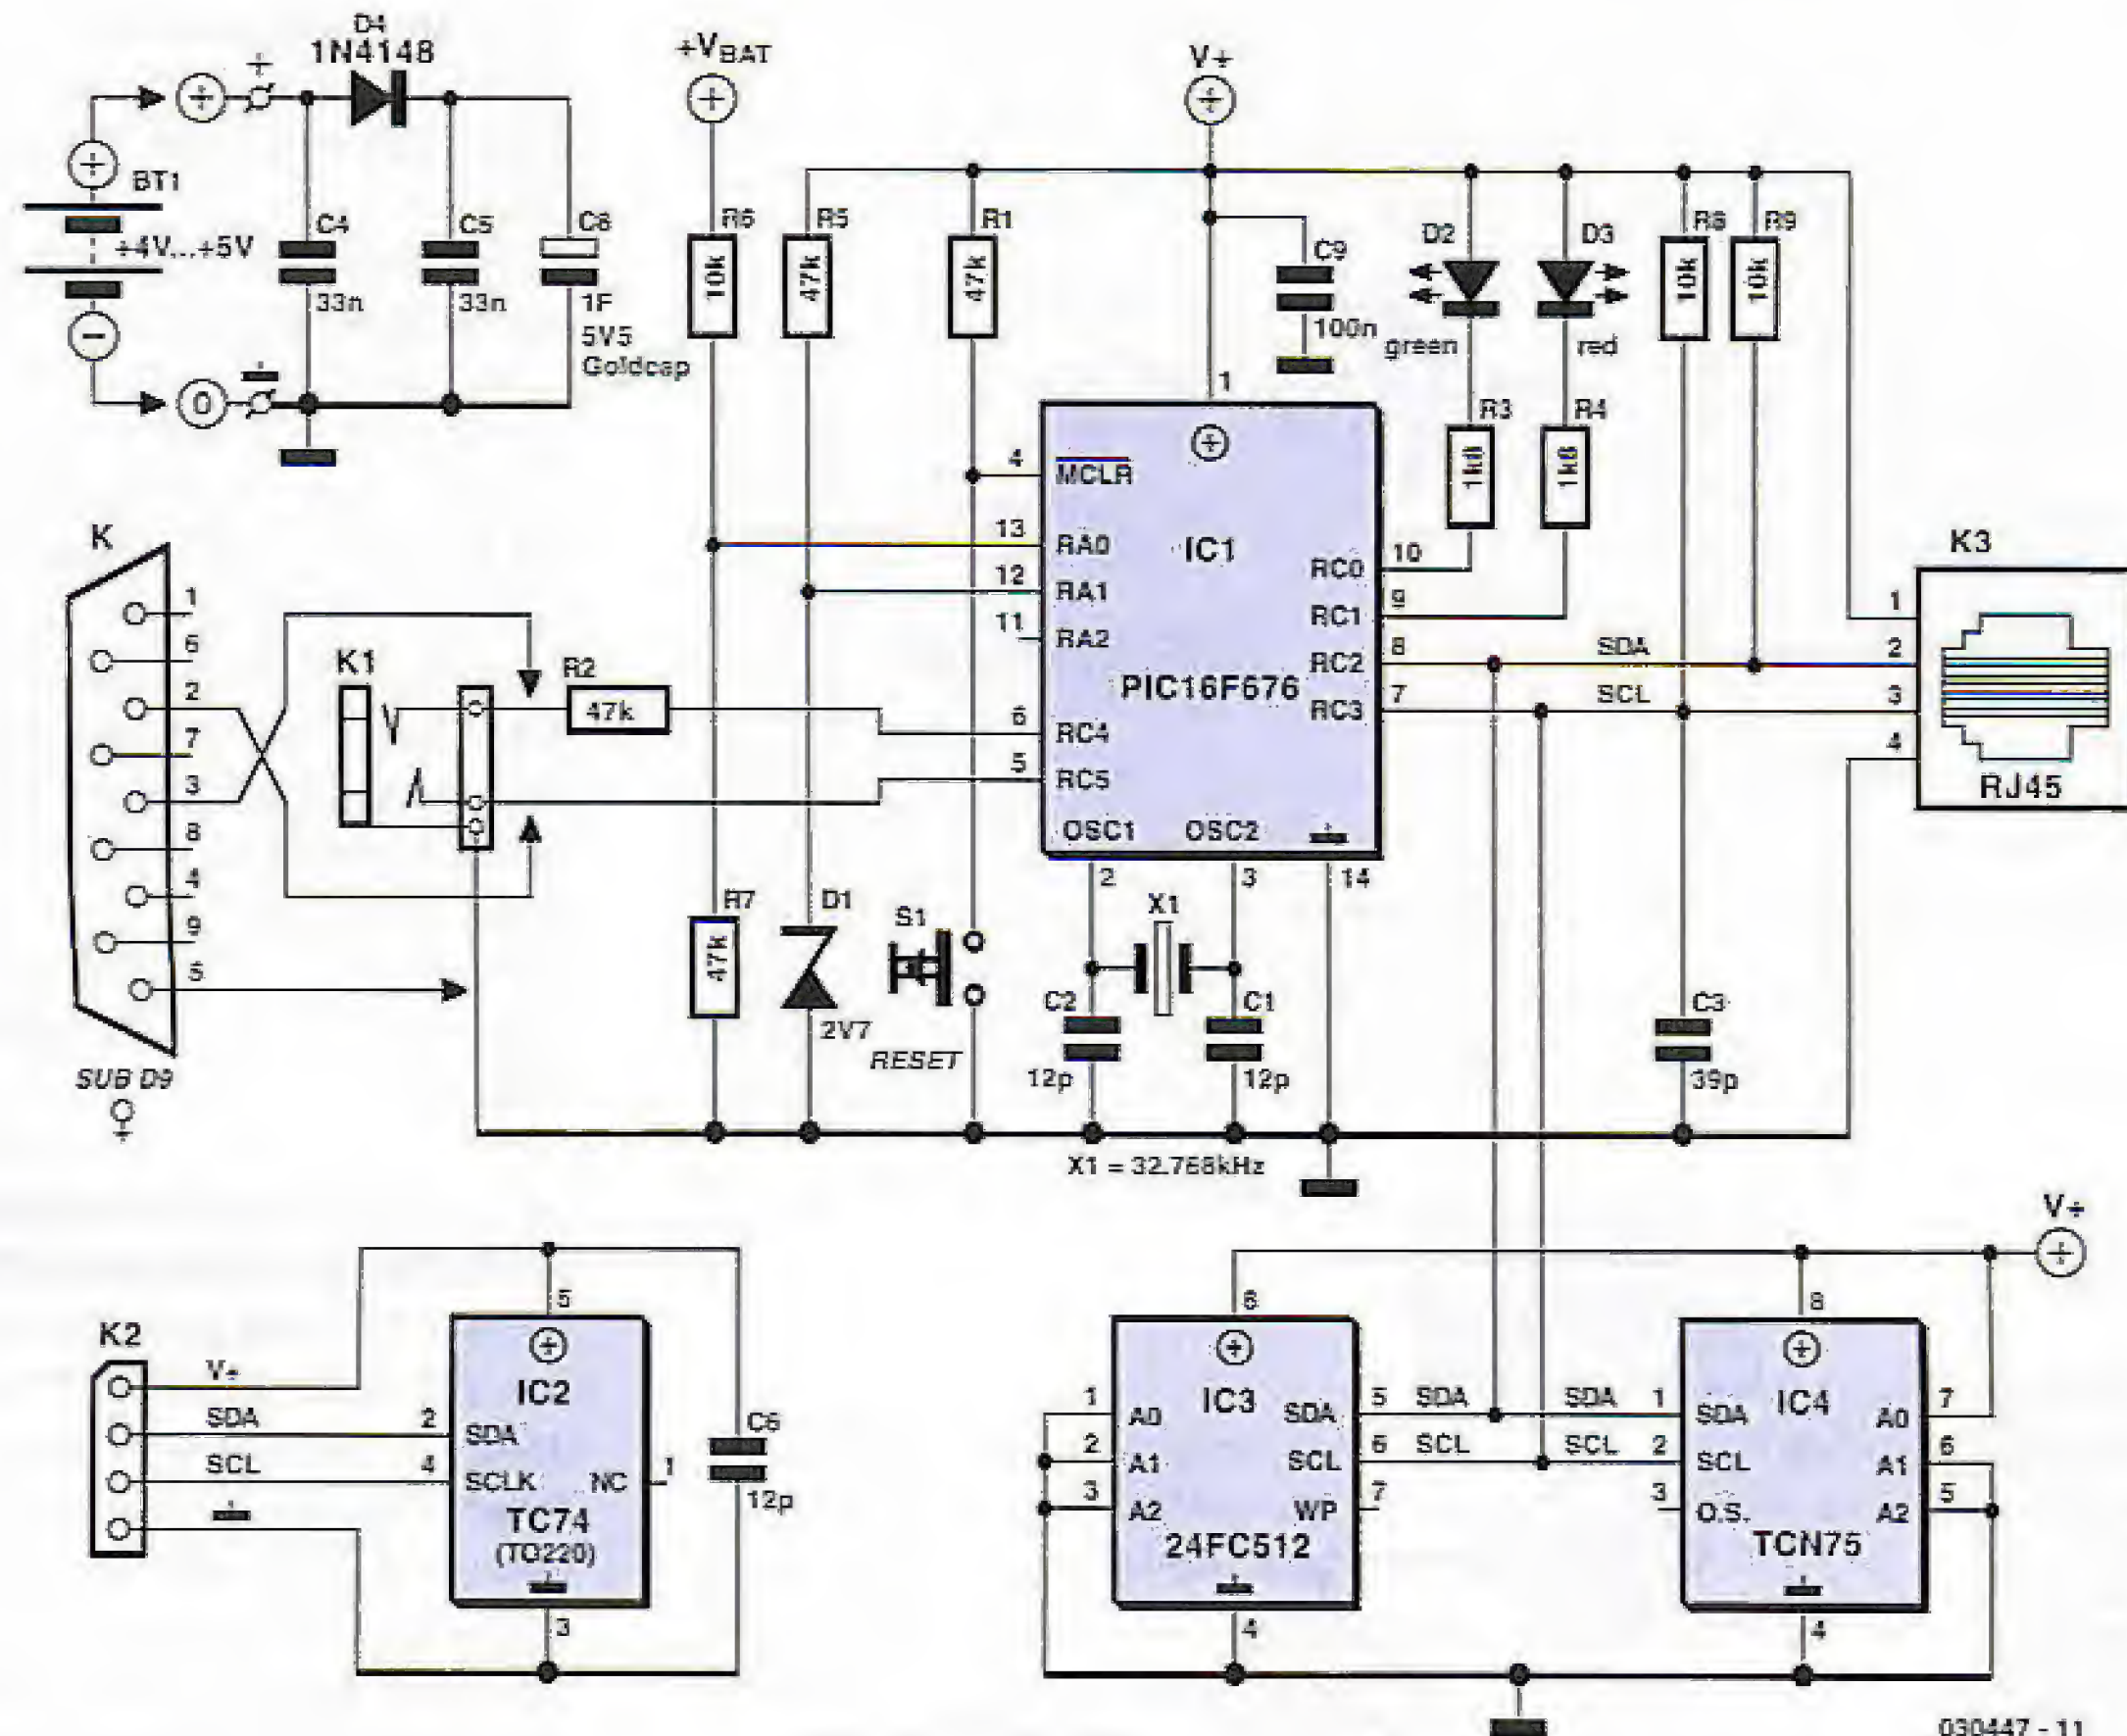 D4
1N4148
+VBAT
V+
BT1
+4V...+5V
C4
33n
C5
33n
C8
1F
5V5
Goldcap
R6
10k
R5
47k
R1
47k
C9
100n
D2
green
D3
red
R8
10k
R9
10k
R3
1k8
R4
1k8
1
4
MCLR
13
RA0
12
RA1
11
RA2
6
RC4
5
RC5
IC1
PIC16F676
RC0
10
RC1
9
RC2
8
RC3
7
SDA
SCL
OSC1
OSC2
2
3
14
K3
1
2
3
4
RJ45
K
1
6
2
7
3
8
4
9
5
SUB D9
0
K1
R2
47k
R7
47k
D1
2V7
S1
RESET
X1
C2
12p
C1
12p
C3
39p
X1 = 32.768kHz
K2
V+
SDA
SCL
2
4
5
IC2
SDA
SCLK
NC
1
TC74
(TO220)
3
C6
12p
V+
8
1
A0
2
A1
3
A2
IC3
SDA
5
SCL
6
WP
7
24FC512
4
SDA
SCL
SDA
SCL
8
1
SDA
2
SCL
3
O.S.
IC4
A0
7
A1
6
A2
5
TCN75
4
030447 - 11